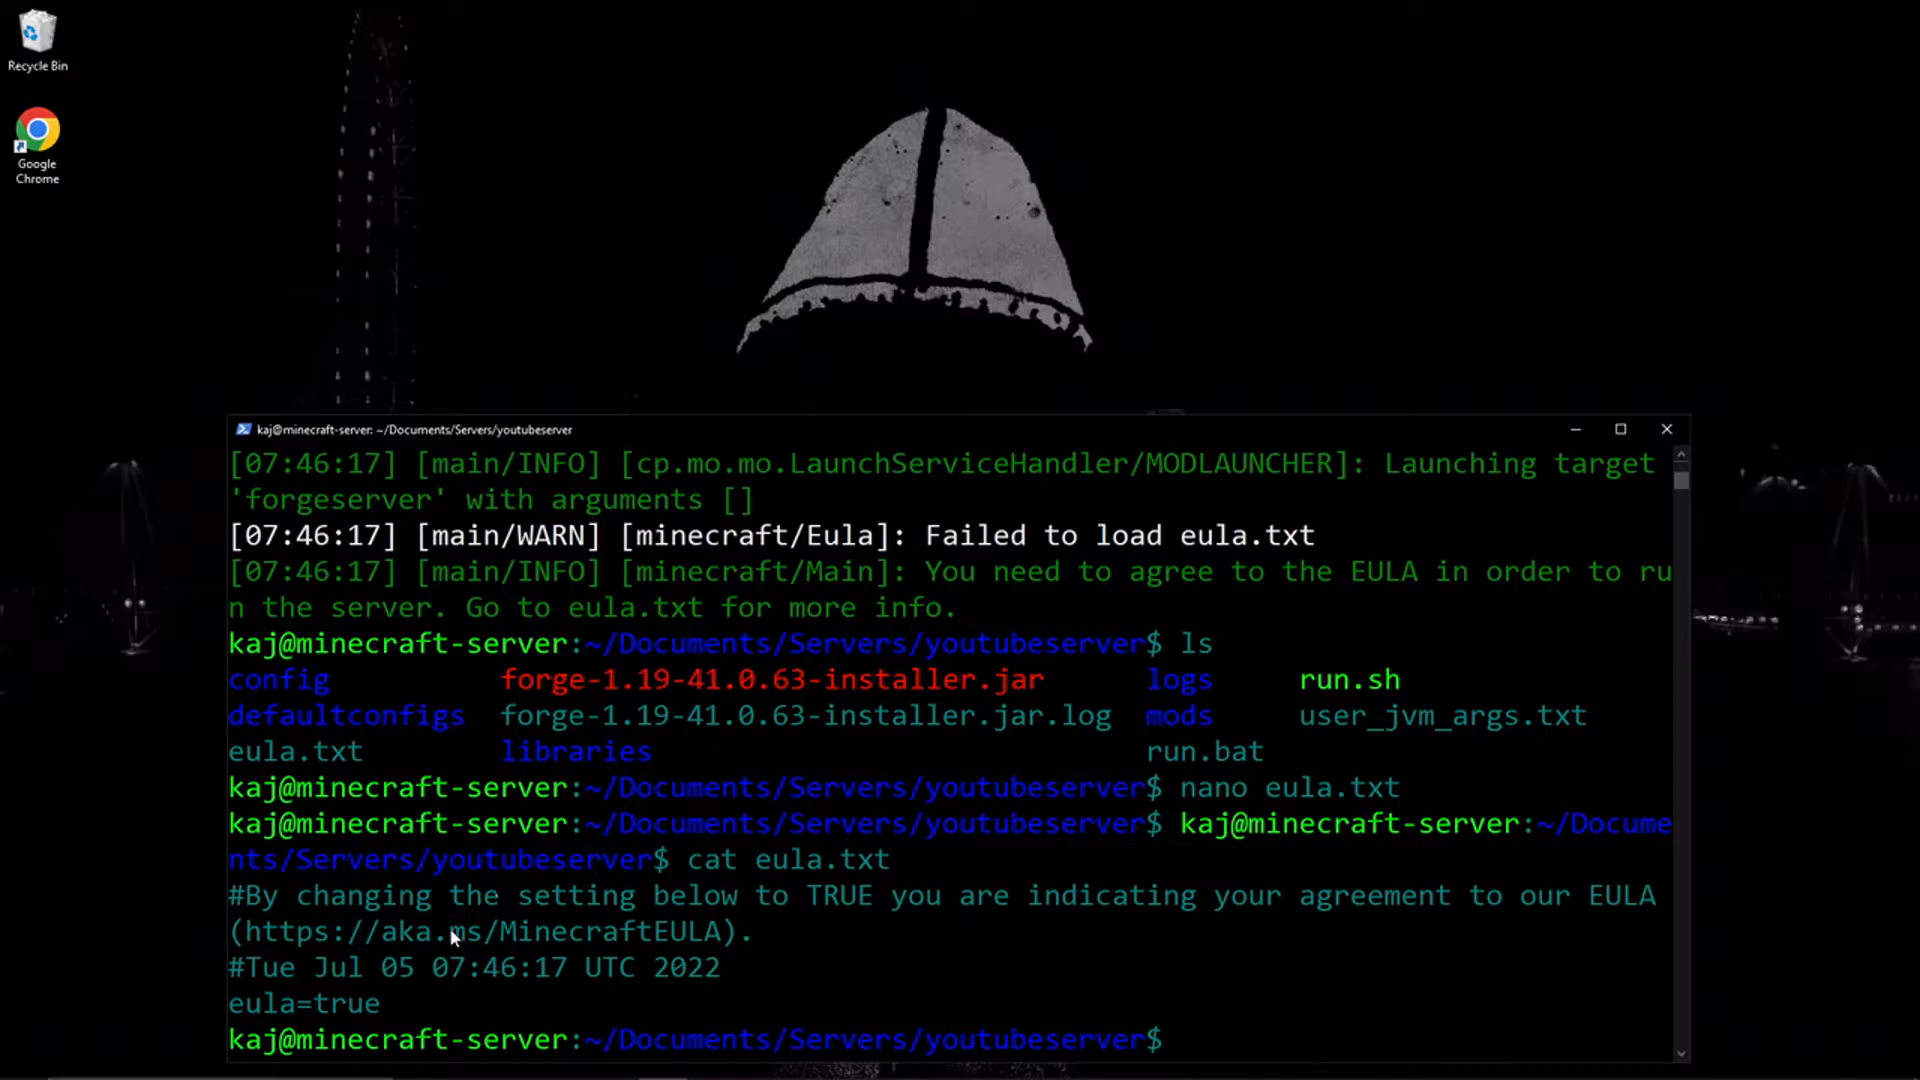 Recycle Bin
Google
Chrome
kaj@minecraft-server: ~/Documents/Servers/youtubeserver
[07:46:17] [main/INFO] [cp.mo.mo.LaunchServiceHandler/MODLAUNCHER]: Launching target
'forgeserver' with arguments []
[07:46:17] [main/WARN] [minecraft/Eula]: Failed to load eula.txt
[07:46:17] [main/INFO] [minecraft/Main]: You need to agree to the EULA in order to ru
n the server. Go to eula.txt for more info.
kaj@minecraft-server:~/Documents/Servers/youtubeserver$ ls
config forge-1.19-41.0.63-installer.jar logs run.sh
defaultconfigs forge-1.19-41.0.63-installer.jar.log mods user_jvm_args.txt
eula.txt libraries run.bat
kaj@minecraft-server:~/Documents/Servers/youtubeserver$ nano eula.txt
kaj@minecraft-server:~/Documents/Servers/youtubeserver$ kaj@minecraft-server:~/Docume
nts/Servers/youtubeserver$ cat eula.txt
#By changing the setting below to TRUE you are indicating your agreement to our EULA
(https://aka.ms/MinecraftEULA).
#Tue Jul 05 07:46:17 UTC 2022
eula=true
kaj@minecraft-server:~/Documents/Servers/youtubeserver$